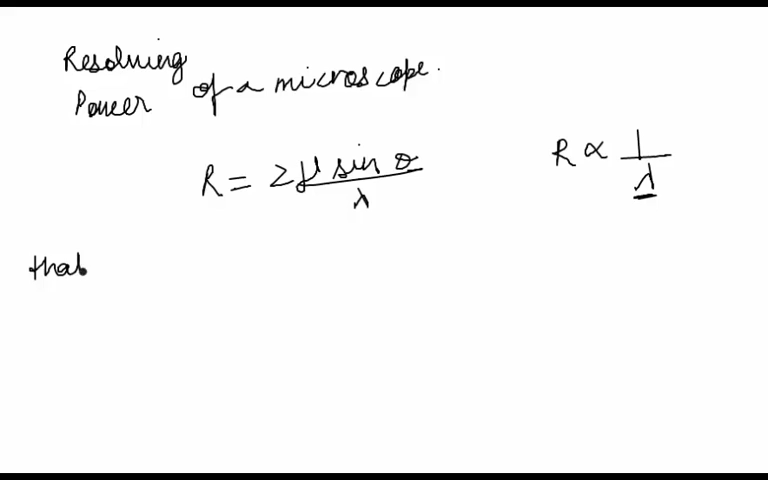 Resolving
Power of a microscope.
R = 2μ sin θ / λ
R ∝ 1 / λ
that